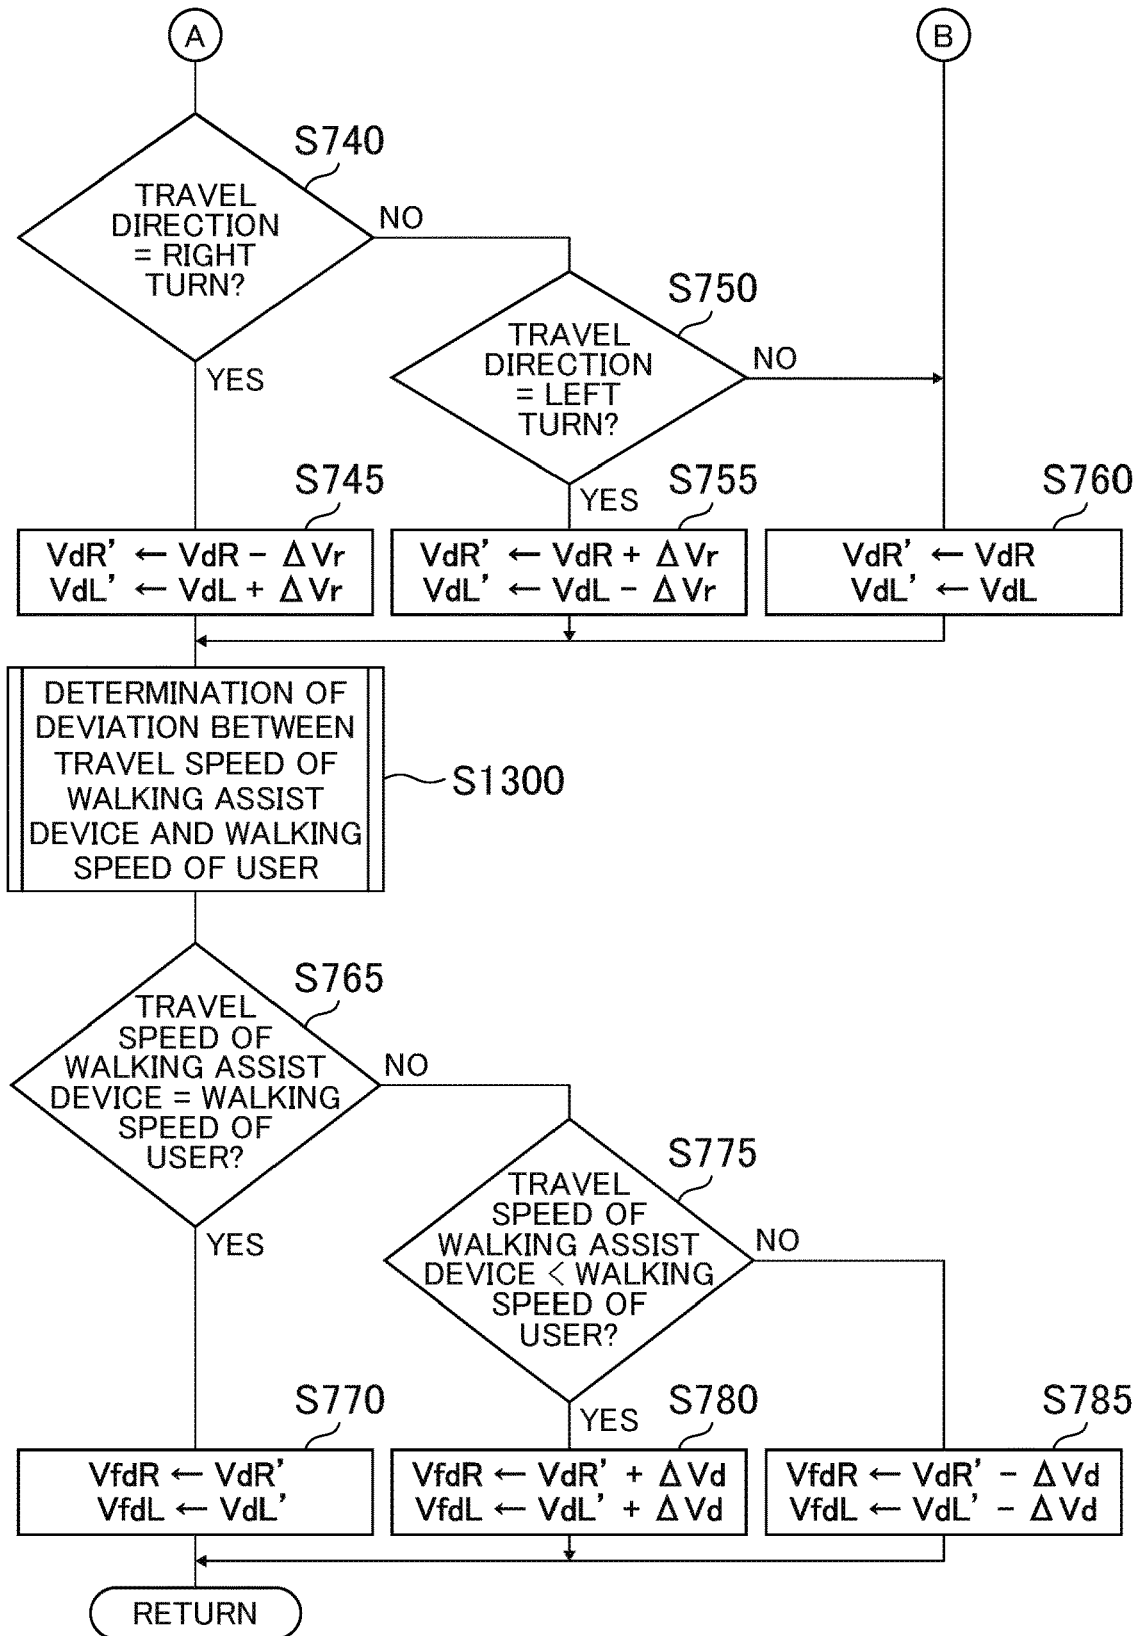 A
B
S740
TRAVEL
DIRECTION
= RIGHT
TURN?
NO
YES
S750
TRAVEL
DIRECTION
= LEFT
TURN?
NO
YES
S745
VdR' ← VdR - ΔVr
VdL' ← VdL + ΔVr
S755
VdR' ← VdR + ΔVr
VdL' ← VdL - ΔVr
S760
VdR' ← VdR
VdL' ← VdL
DETERMINATION OF
DEVIATION BETWEEN
TRAVEL SPEED OF
WALKING ASSIST
DEVICE AND WALKING
SPEED OF USER
S1300
S765
TRAVEL
SPEED OF
WALKING ASSIST
DEVICE = WALKING
SPEED OF
USER?
NO
YES
S775
TRAVEL
SPEED OF
WALKING ASSIST
DEVICE < WALKING
SPEED OF
USER?
NO
YES
S770
VfdR ← VdR'
VfdL ← VdL'
S780
VfdR ← VdR' + ΔVd
VfdL ← VdL' + ΔVd
S785
VfdR ← VdR' - ΔVd
VfdL ← VdL' - ΔVd
RETURN